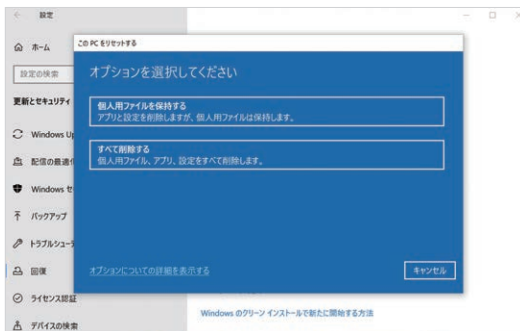 設定
ホーム
設定の検索
更新とセキュリティ
Windows Up
配信の最適化
Windows セ
バックアップ
トラブルシュー
回復
ライセンス認証
デバイスの検索
この PC をリセットする
オプションを選択してください
個人用ファイルを保持する
アプリと設定を削除しますが、個人用ファイルは保持します。
すべて削除する
個人用ファイル、アプリ、設定をすべて削除します。
オプションについての詳細を表示する
キャンセル
Windows のクリーン インストールで新たに開始する方法